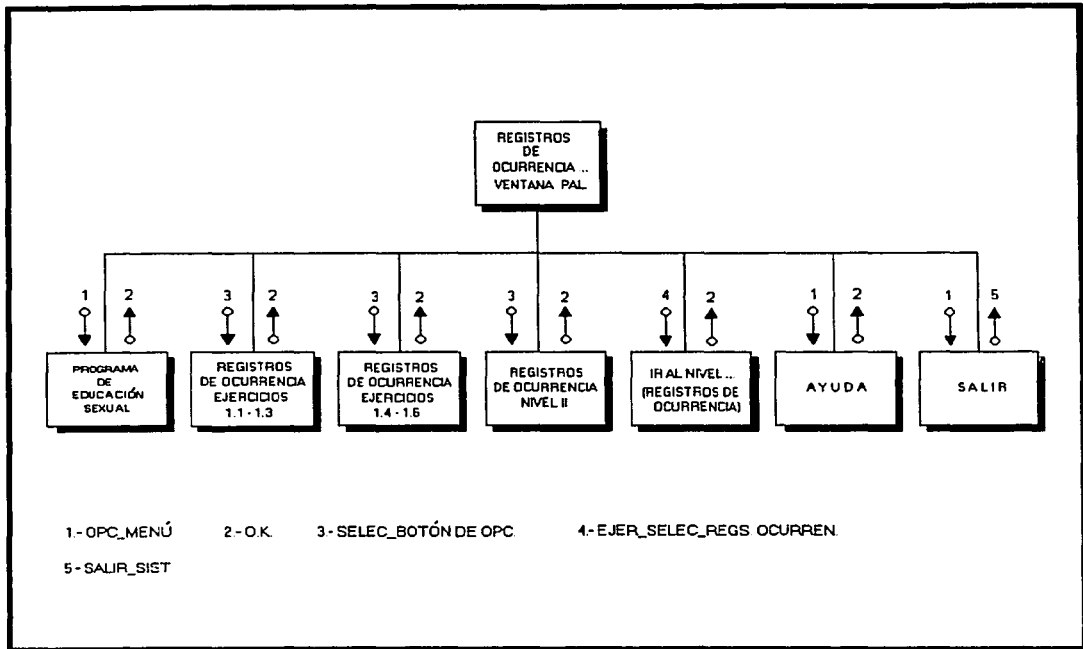 REGISTROS
DE
OCURRENCIA ..
VENTANA PAL.
1 2 3 2 3 2 3 2 4 2 1 2 1 5
PROGRAMA
DE
EDUCACIÓN
SEXUAL
REGISTROS
DE OCURRENCIA
EJERCICIOS
1.1 - 1.3
REGISTROS
DE OCURRENCIA
EJERCICIOS
1.4 - 1.6
REGISTROS
DE OCURRENCIA
NIVEL II
IR AL NIVEL ...
(REGISTROS DE
OCURRENCIA)
AYUDA
SALIR
1.- OPC_MENÚ 2.- O.K. 3.- SELEC_BOTÓN DE OPC. 4.- EJER_SELEC_REGS. OCURREN.
5.- SALIR_SIST